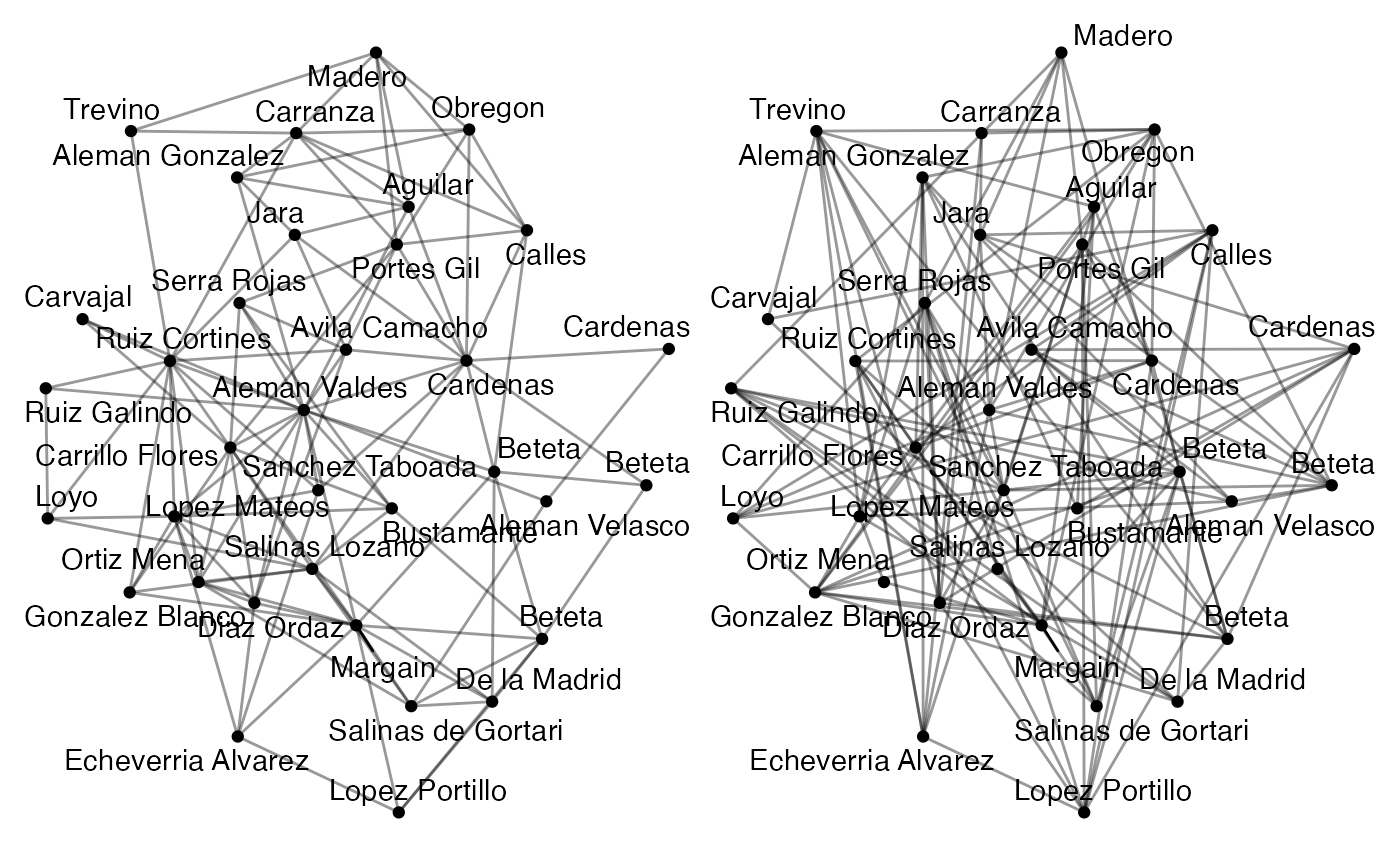 Madero
Trevino
Carranza
Obregon
Aleman Gonzalez
Aguilar
Jara
Portes Gil
Calles
Serra Rojas
Carvajal
Ruiz Cortines
Avila Camacho
Cardenas
Aleman Valdes
Cardenas
Ruiz Galindo
Carrillo Flores
Sanchez Taboada
Beteta
Beteta
Loyo
Lopez Mateos
Bustamante
Aleman Velasco
Salinas Lozano
Ortiz Mena
Gonzalez Blanco
Diaz Ordaz
Beteta
Margain
De la Madrid
Salinas de Gortari
Echeverria Alvarez
Lopez Portillo
Madero
Trevino
Carranza
Obregon
Aleman Gonzalez
Aguilar
Jara
Portes Gil
Calles
Serra Rojas
Carvajal
Ruiz Cortines
Avila Camacho
Cardenas
Aleman Valdes
Cardenas
Ruiz Galindo
Carrillo Flores
Sanchez Taboada
Beteta
Beteta
Loyo
Lopez Mateos
Bustamante
Aleman Velasco
Salinas Lozano
Ortiz Mena
Gonzalez Blanco
Diaz Ordaz
Beteta
Margain
De la Madrid
Salinas de Gortari
Echeverria Alvarez
Lopez Portillo